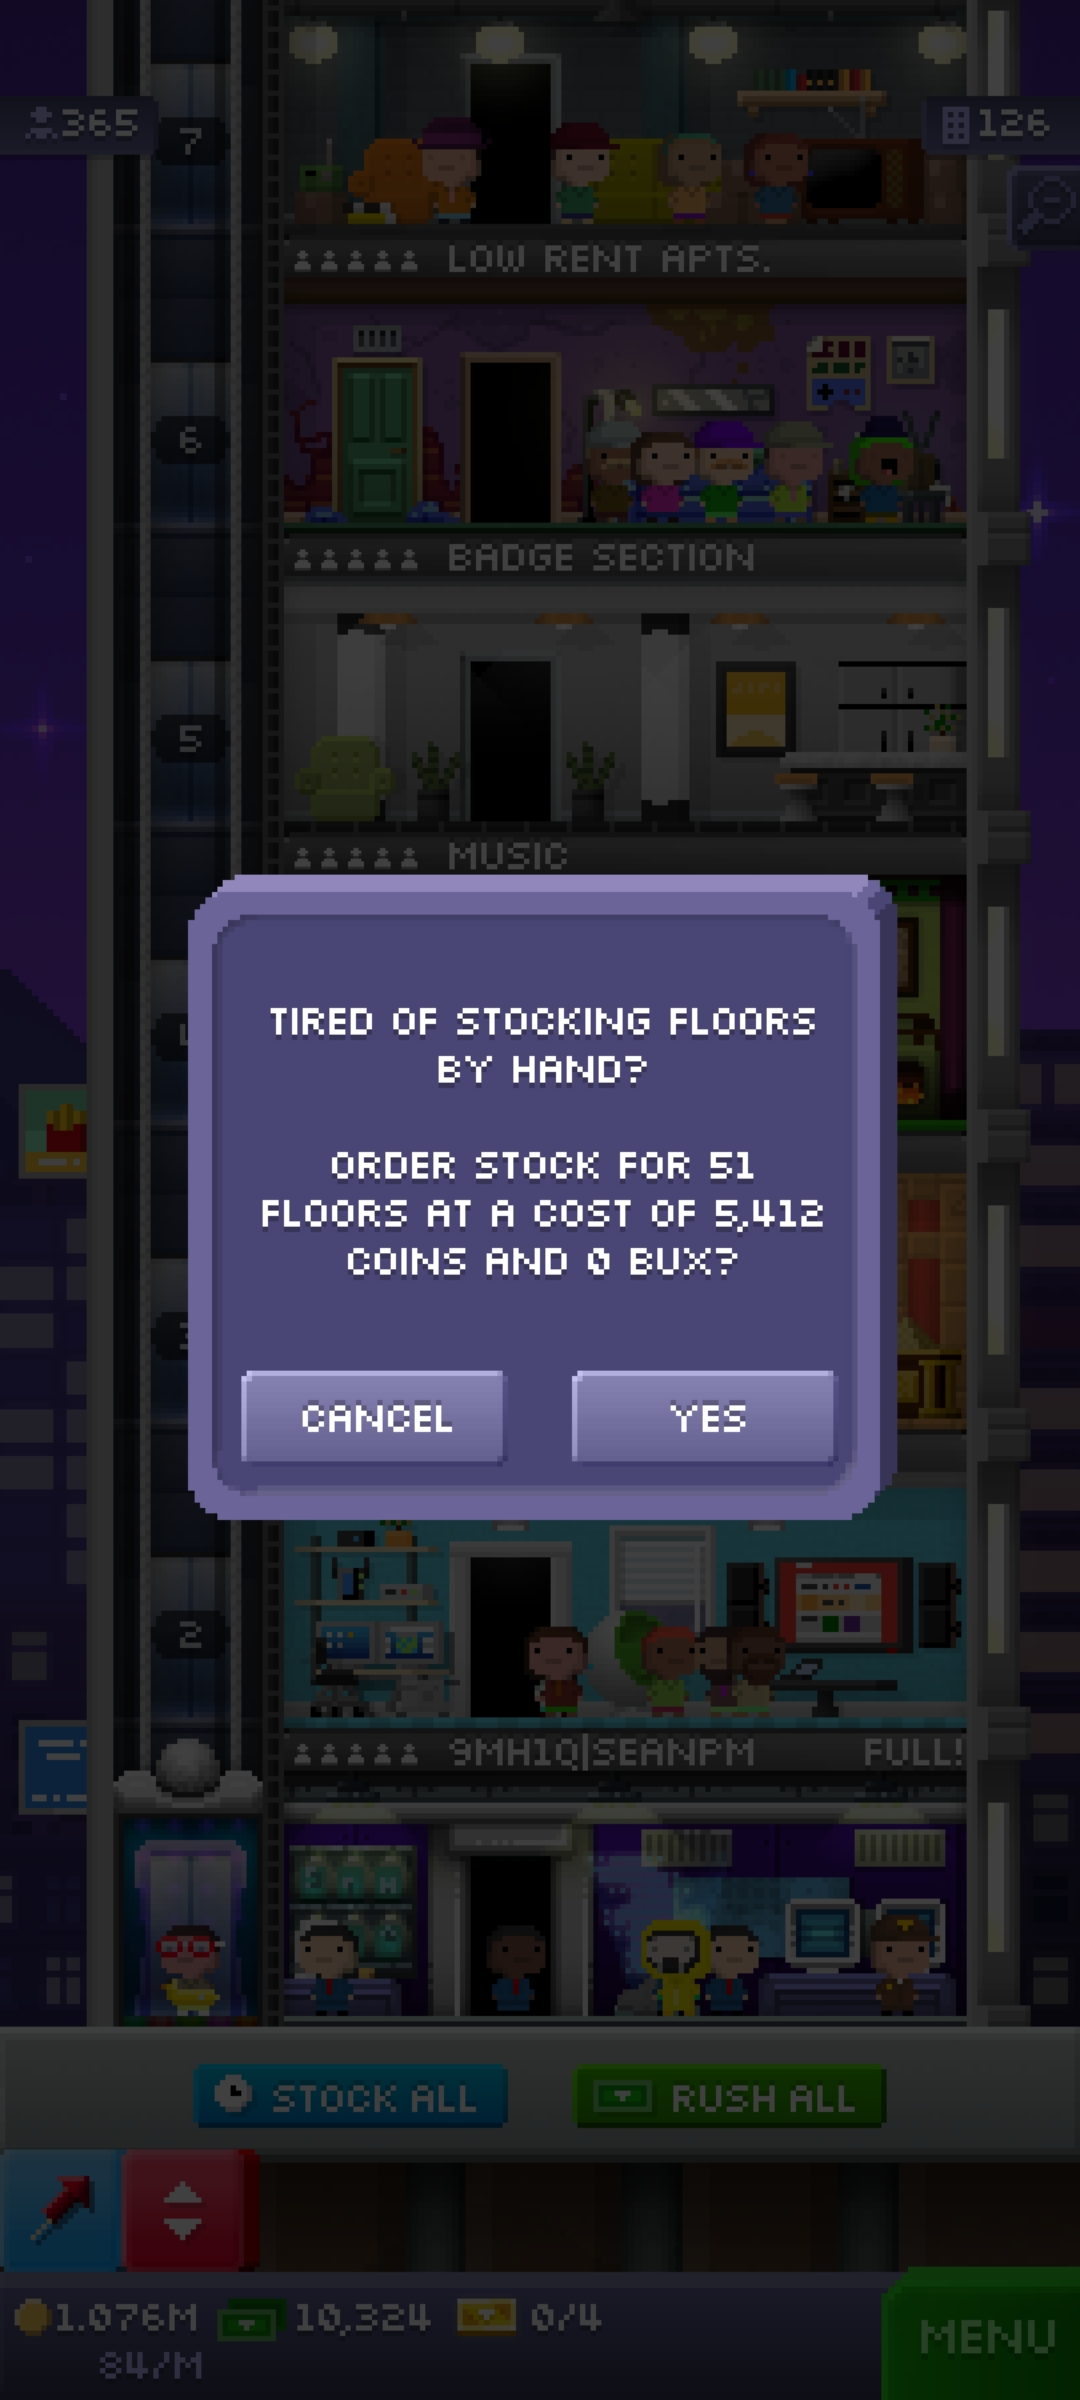 365
7
126
LOW RENT APTS.
6
BADGE SECTION
5
MUSIC
TIRED OF STOCKING FLOORS
BY HAND?
ORDER STOCK FOR 51
FLOORS AT A COST OF 5,412
COINS AND 0 BUX?
CANCEL
YES
2
9MH1Q|SEANPM
FULL!
STOCK ALL
RUSH ALL
1.076M
10,324
0/4
84/M
MENU